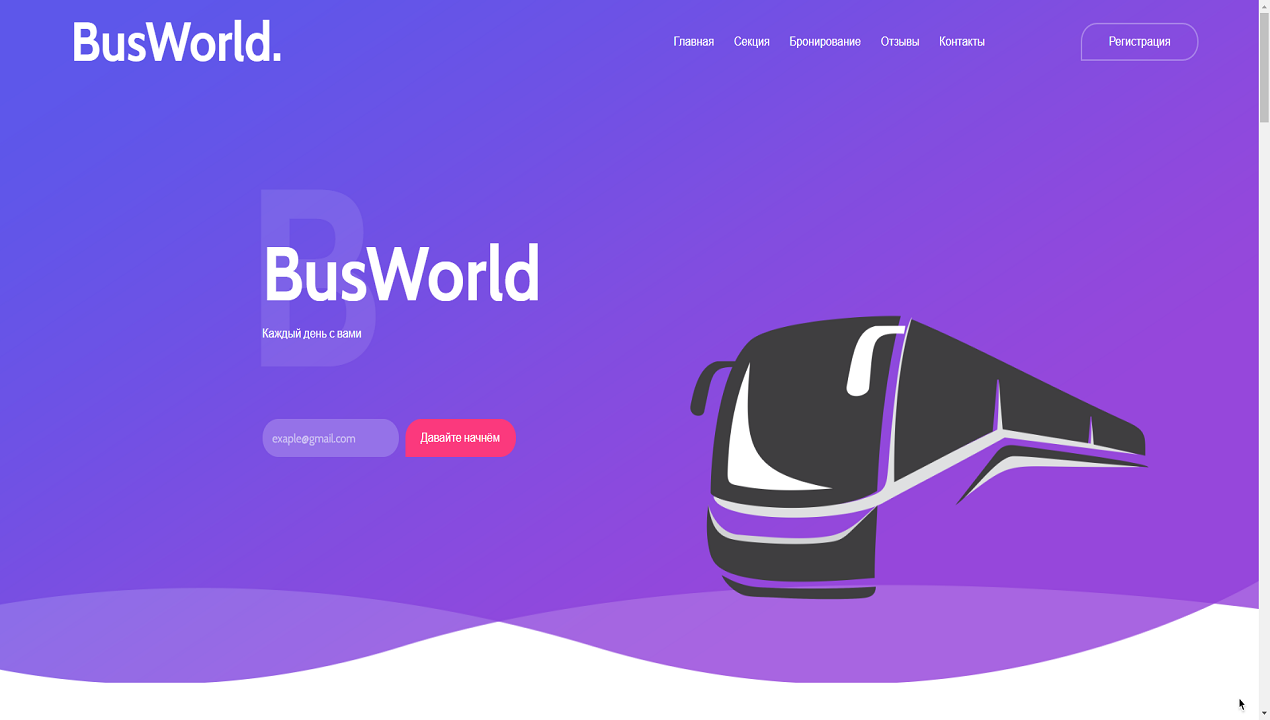 BusWorld.
Главная Секция Бронирование Отзывы Контакты Регистрация
B
BusWorld
Каждый день с вами
exaple@gmail.com Давайте начнём